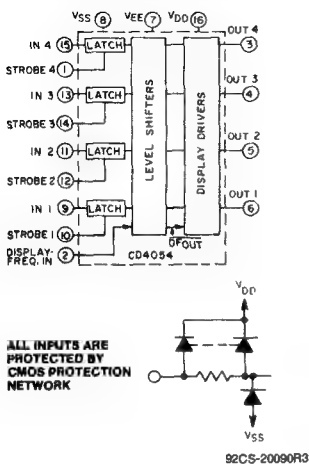 VSS 8 VEE 7 VDD 16
OUT 4
IN 4 15 LATCH 3
STROBE 4 1
OUT 3
IN 3 13 LATCH 4
STROBE 3 14
LEVEL SHIFTERS
DISPLAY DRIVERS
OUT 2
IN 2 11 LATCH 5
STROBE 2 12
OUT 1
IN 1 9 LATCH 6
STROBE 1 10
DISPLAY-
FREQ. IN 2
DFOUT
CD4054
VDD
ALL INPUTS ARE
PROTECTED BY
CMOS PROTECTION
NETWORK
VSS
92CS-20090R3